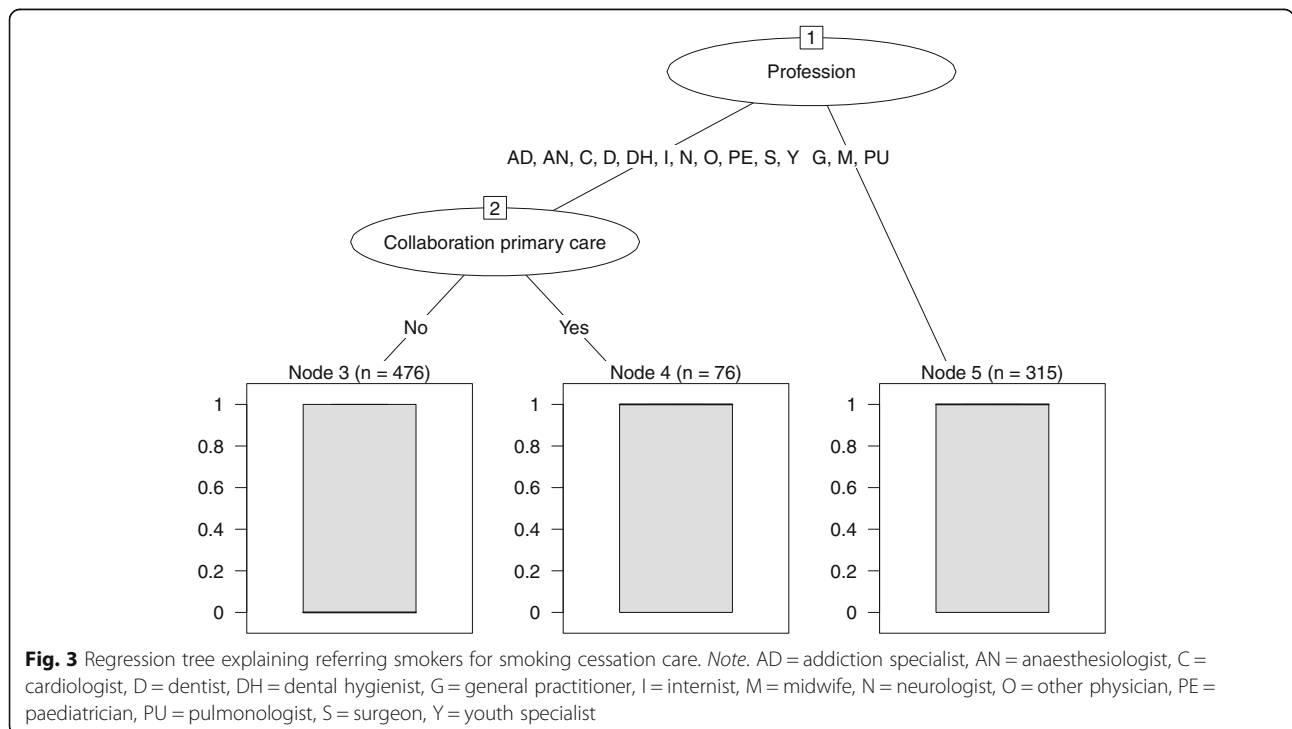 1
Profession
AD, AN, C, D, DH, I, N, O, PE, S, Y G, M, PU
2
Collaboration primary care
No Yes
Node 3 (n = 476) Node 4 (n = 76) Node 5 (n = 315)
1 1 1
0.8 0.8 0.8
0.6 0.6 0.6
0.4 0.4 0.4
0.2 0.2 0.2
0 0 0
Fig. 3 Regression tree explaining referring smokers for smoking cessation care. Note. AD = addiction specialist, AN = anaesthesiologist, C =
cardiologist, D = dentist, DH = dental hygienist, G = general practitioner, I = internist, M = midwife, N = neurologist, O = other physician, PE =
paediatrician, PU = pulmonologist, S = surgeon, Y = youth specialist